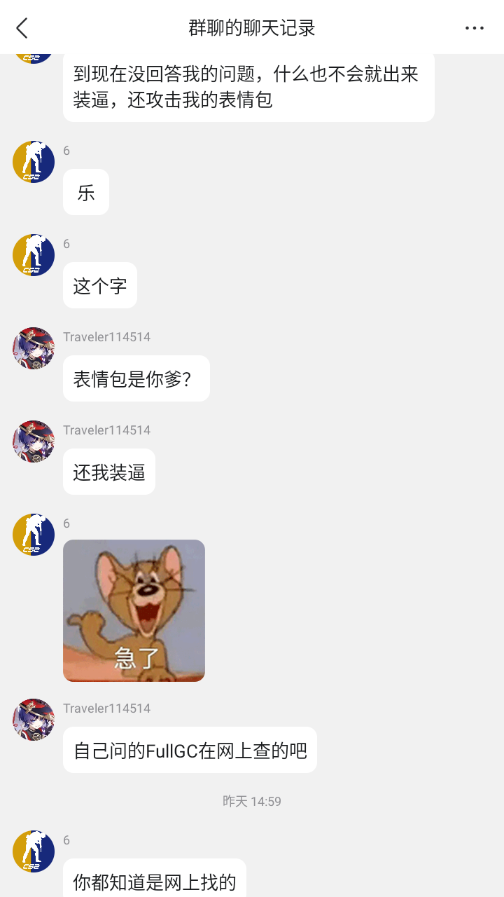 群聊的聊天记录
到现在没回答我的问题，什么也不会就出来
装逼，还攻击我的表情包
6
乐
6
这个字
Traveler114514
表情包是你爹？
Traveler114514
还我装逼
6
急了
Traveler114514
自己问的FullGC在网上查的吧
昨天 14:59
6
你都知道是网上找的